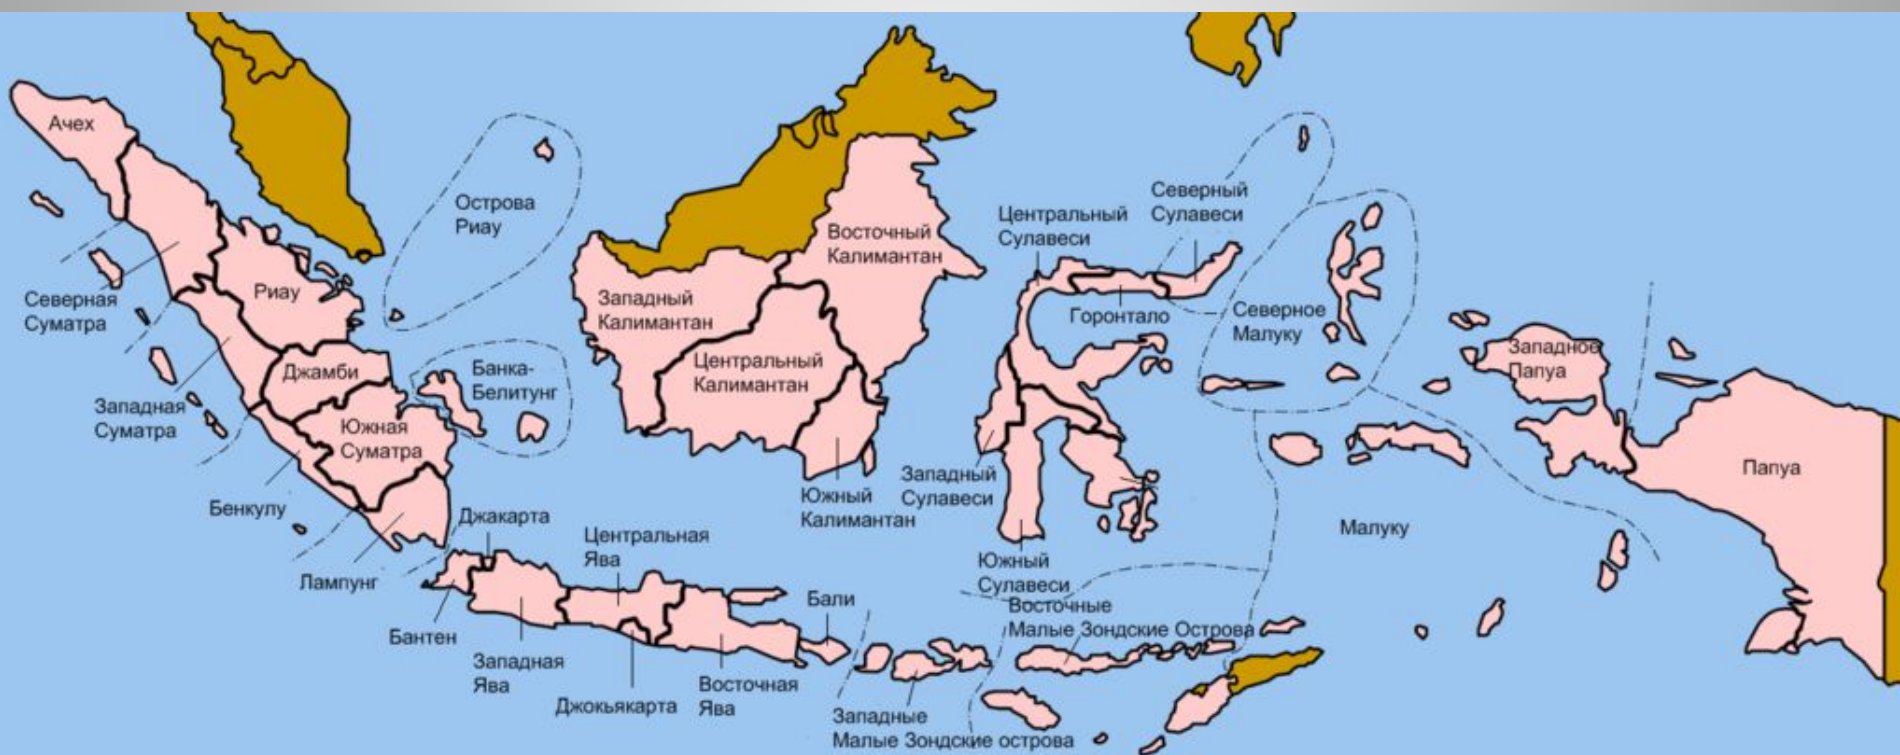 Ачех
Северная
Суматра
Западная
Суматра
Риау
Острова
Риау
Джамби
Банка-
Белитунг
Южная
Суматра
Бенкулу
Лампунг
Джакарта
Бантен
Западная
Ява
Центральная
Ява
Джокьякарта
Восточная
Ява
Бали
Западные
Малые Зондские острова
Восточные
Малые Зондские Острова
Западный
Калимантан
Центральный
Калимантан
Восточный
Калимантан
Южный
Калимантан
Центральный
Сулавеси
Северный
Сулавеси
Горонтало
Западный
Сулавеси
Южный
Сулавеси
Северное
Малуку
Малуку
Западное
Папуа
Папуа